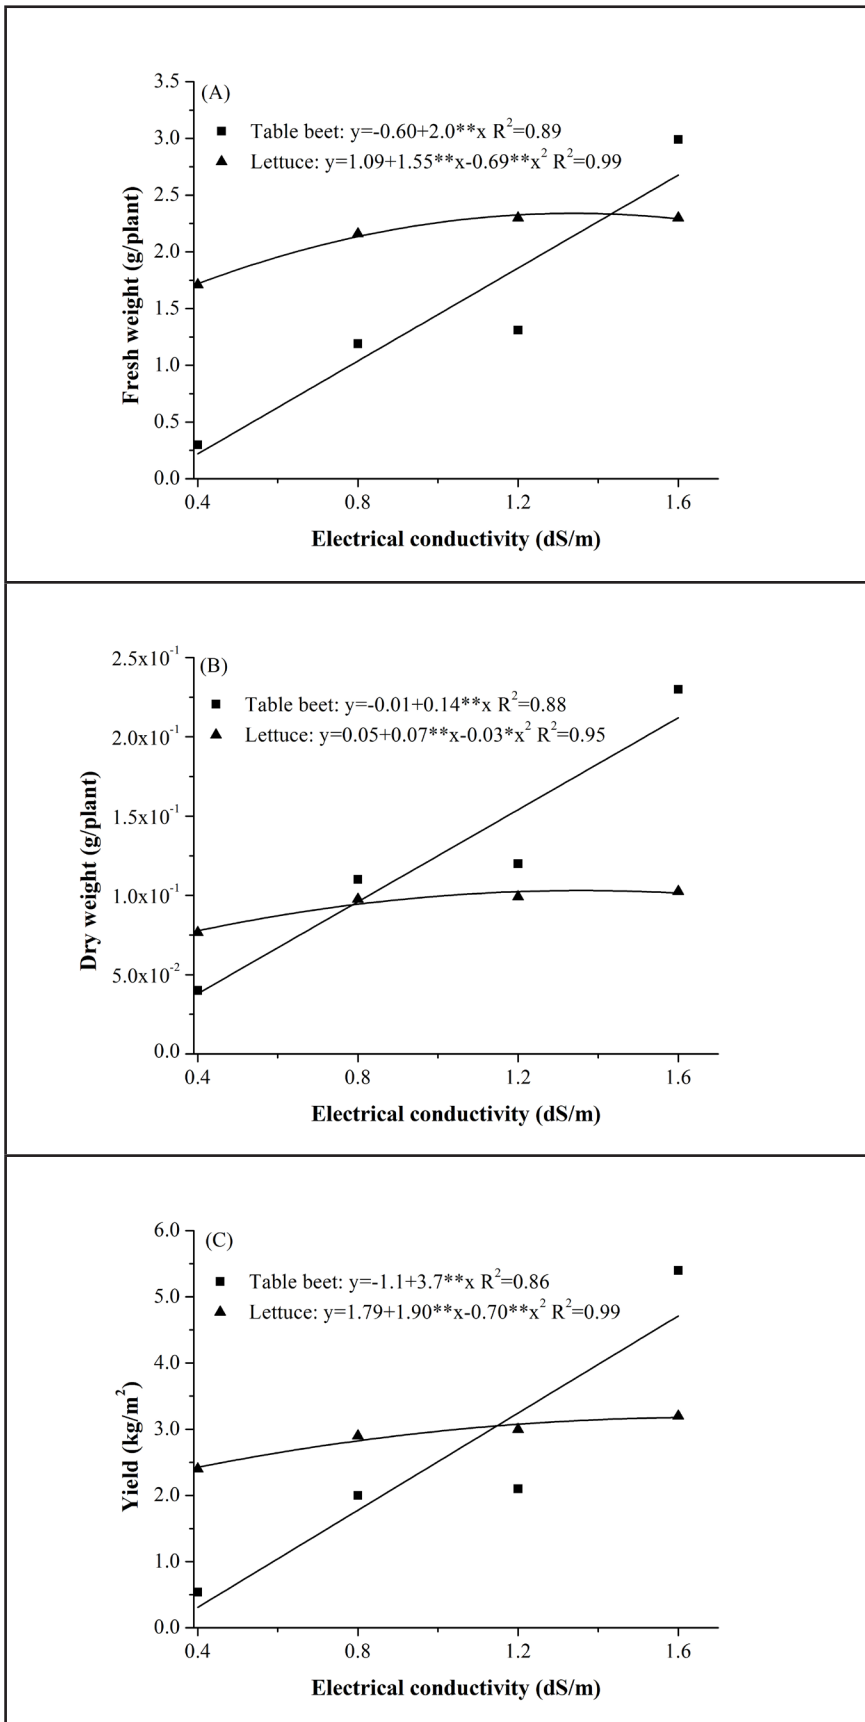 (A)
Table beet: y=-0.60+2.0**x R²=0.89
Lettuce: y=1.09+1.55**x-0.69**x² R²=0.99
3.5
3.0
2.5
2.0
1.5
1.0
0.5
0.0
Fresh weight (g/plant)
0.4 0.8 1.2 1.6
Electrical conductivity (dS/m)
(B)
Table beet: y=-0.01+0.14**x R²=0.88
Lettuce: y=0.05+0.07**x-0.03*x² R²=0.95
2.5x10⁻¹
2.0x10⁻¹
1.5x10⁻¹
1.0x10⁻¹
5.0x10⁻²
0.0
Dry weight (g/plant)
0.4 0.8 1.2 1.6
Electrical conductivity (dS/m)
(C)
Table beet: y=-1.1+3.7**x R²=0.86
Lettuce: y=1.79+1.90**x-0.70**x² R²=0.99
6.0
5.0
4.0
3.0
2.0
1.0
0.0
Yield (kg/m²)
0.4 0.8 1.2 1.6
Electrical conductivity (dS/m)